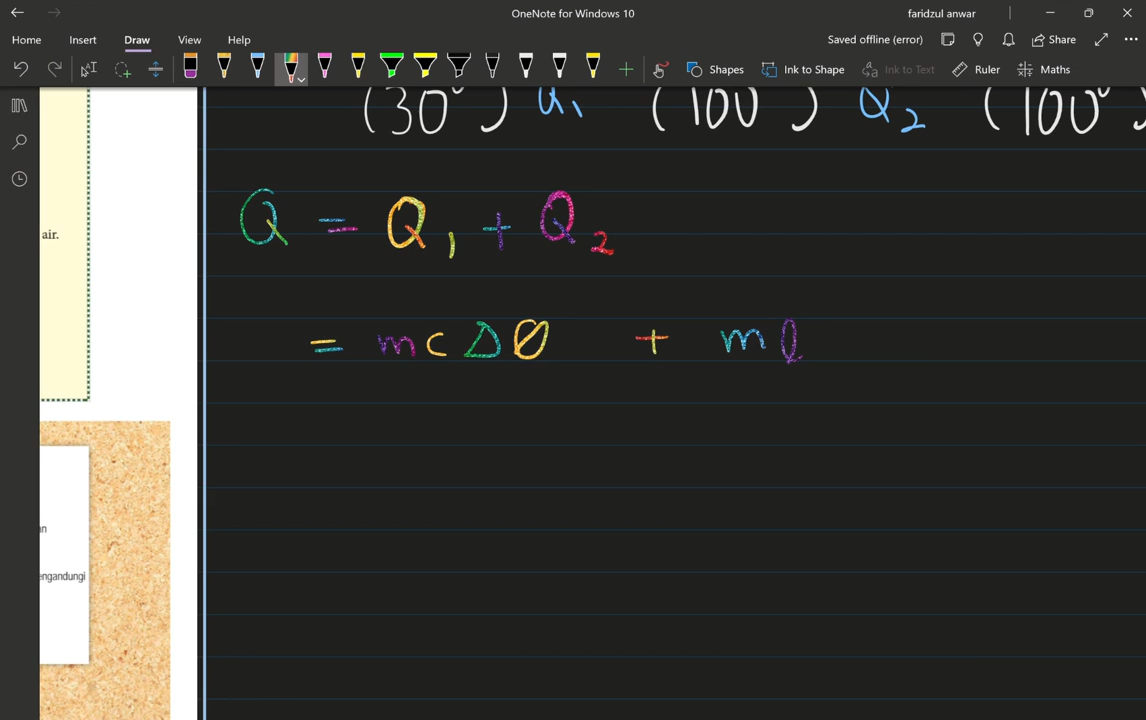 OneNote for Windows 10
faridzul anwar
Home Insert Draw View Help
Saved offline (error) Share
Shapes Ink to Shape Ink to Text Ruler Maths
(30°) Q₁ (100°) Q₂ (100°)
air.
Q = Q₁ + Q₂
= mcΔθ + mℓ
engandungi